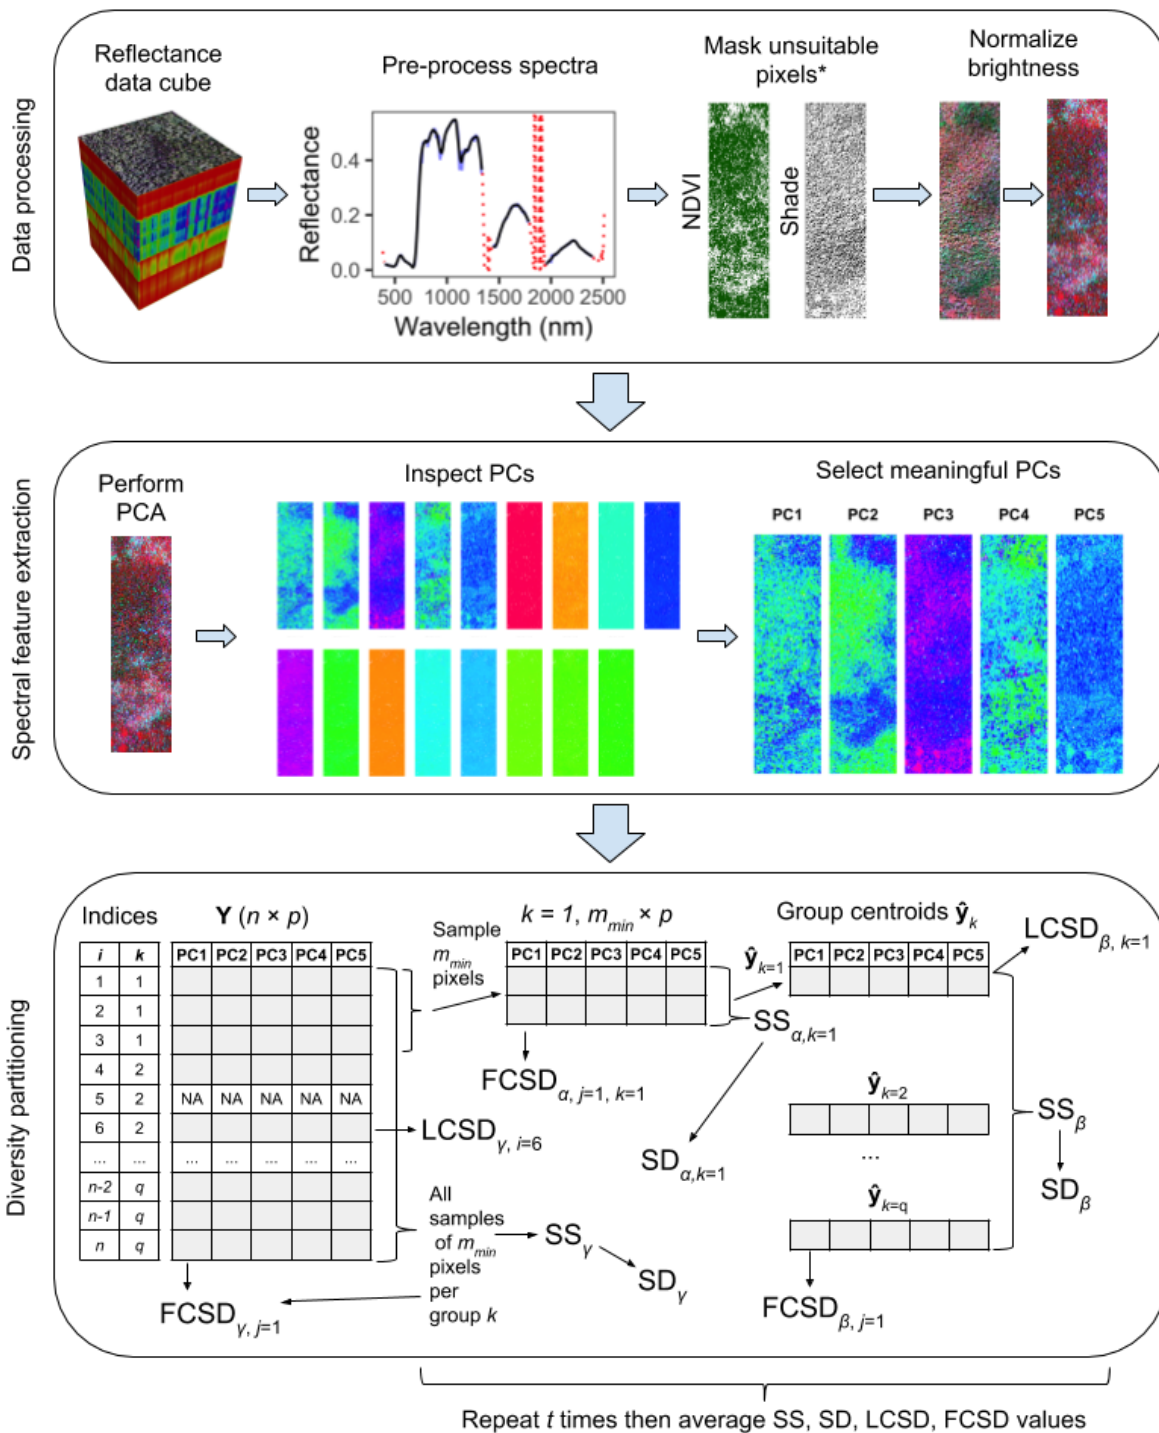 Data processing
Reflectance
data cube
Pre-process spectra
Mask unsuitable
pixels*
Normalize
brightness
Reflectance
0.4
0.2
0.0
500 1000 1500 2000 2500
Wavelength (nm)
NDVI
Shade
Spectral feature extraction
Perform
PCA
Inspect PCs
Select meaningful PCs
PC1 PC2 PC3 PC4 PC5
Diversity partitioning
Indices
i k
1 1
2 1
3 1
4 2
5 2
6 2
... ...
n-2 q
n-1 q
n q
Y (n × p)
PC1 PC2 PC3 PC4 PC5
NA NA NA NA NA
... ... ... ... ...
FCSDγ, j=1
Sample
m_min
pixels
LCSDγ, i=6
All
samples
of m_min
pixels
per
group k
SSγ
SDγ
k = 1, m_min × p
PC1 PC2 PC3 PC4 PC5
FCSDα, j=1, k=1
SSα,k=1
SDα,k=1
Group centroids ŷk
ŷk=1
PC1 PC2 PC3 PC4 PC5
LCSDβ, k=1
ŷk=2
...
ŷk=q
FCSDβ, j=1
SSβ
SDβ
Repeat t times then average SS, SD, LCSD, FCSD values